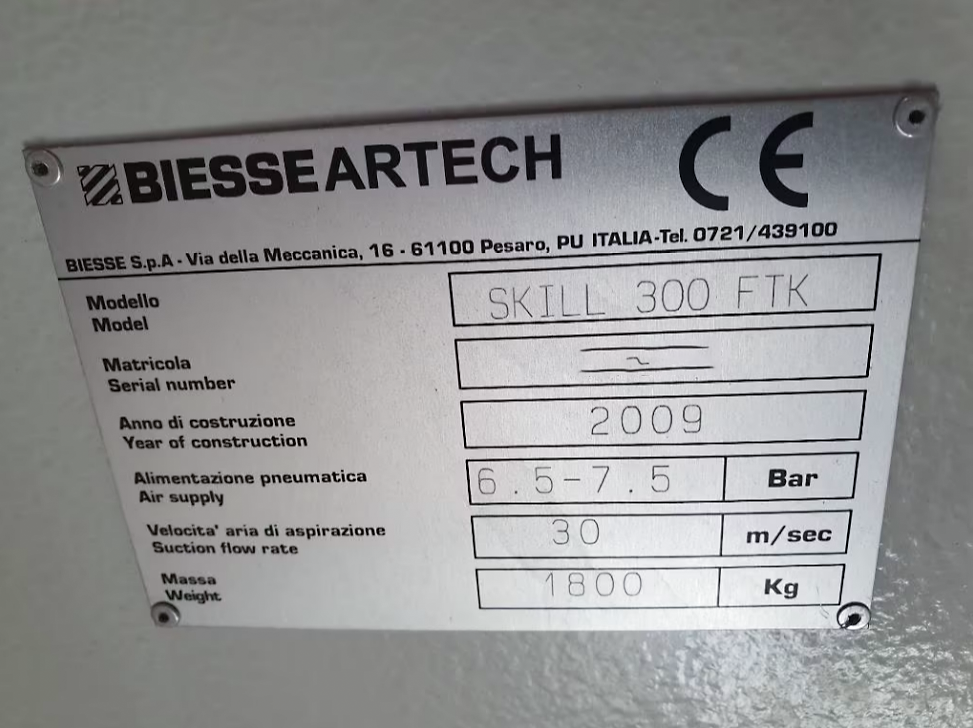 BIESSE ARTECH CE
BIESSE S.p.A - Via della Meccanica, 16 - 61100 Pesaro, PU ITALIA-Tel. 0721/439100
Modello
Model
SKILL 300 FTK
Matricola
Serial number
Anno di costruzione
Year of construction
2009
Alimentazione pneumatica
Air supply
6.5-7.5 Bar
Velocita' aria di aspirazione
Suction flow rate
30 m/sec
Massa
Weight
1800 Kg